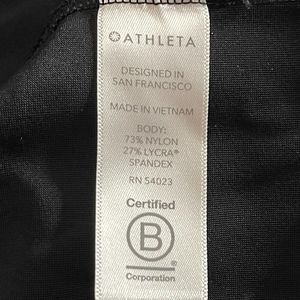 ATHLETA
DESIGNED IN
SAN FRANCISCO
MADE IN VIETNAM
BODY:
73% NYLON
27% LYCRA®
SPANDEX
RN 54023
Certified
B
Corporation